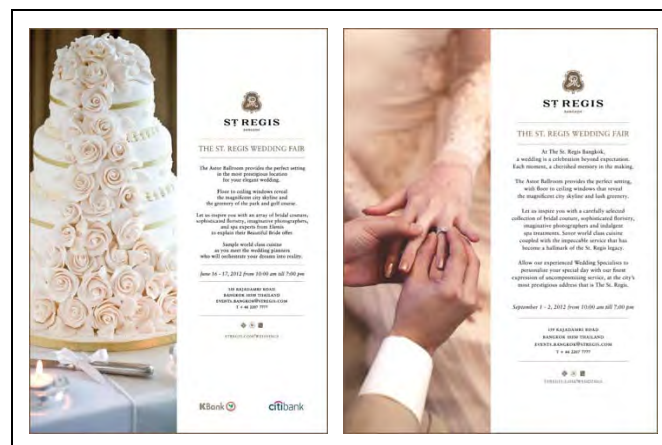 ST REGIS
BANGKOK
THE ST. REGIS WEDDING FAIR
The Astor Ballroom provides the perfect setting
in the most prestigious location
for your elegant wedding.
Floor to ceiling windows reveal
the magnificent city skyline and
the greenery of the park and golf course.
Let us inspire you with an array of bridal couture,
sophisticated floristry, imaginative photographers,
and spa experts from Elemis
to explain their Beautiful Bride offer.
Sample world class cuisine
as you meet the wedding planners
who will orchestrate your dreams into reality.
June 16 - 17, 2012 from 10:00 am till 7:00 pm
159 RAJADAMRI ROAD
BANGKOK 10330 THAILAND
EVENTS.BANGKOK@STREGIS.COM
T + 66 2207 7777
STREGIS.COM/WEDDINGS
KBank
citibank
ST REGIS
BANGKOK
THE ST. REGIS WEDDING FAIR
At The St. Regis Bangkok,
a wedding is a celebration beyond expectation.
Each moment, a cherished memory in the making.
The Astor Ballroom provides the perfect setting,
with floor to ceiling windows that reveal
the magnificent city skyline and lush greenery.
Let us inspire you with a carefully selected
collection of bridal couture, sophisticated floristry,
imaginative photographers and indulgent
spa treatments. Savor world class cuisine
coupled with the impeccable service that has
become a hallmark of the St. Regis legacy.
Allow our experienced Wedding Specialists to
personalize your special day with our finest
expression of uncompromising service, at the city's
most prestigious address that is The St. Regis.
September 1 - 2, 2012 from 10:00 am till 7:00 pm
159 RAJADAMRI ROAD
BANGKOK 10330 THAILAND
EVENTS.BANGKOK@STREGIS.COM
T + 66 2207 7777
STREGIS.COM/WEDDINGS